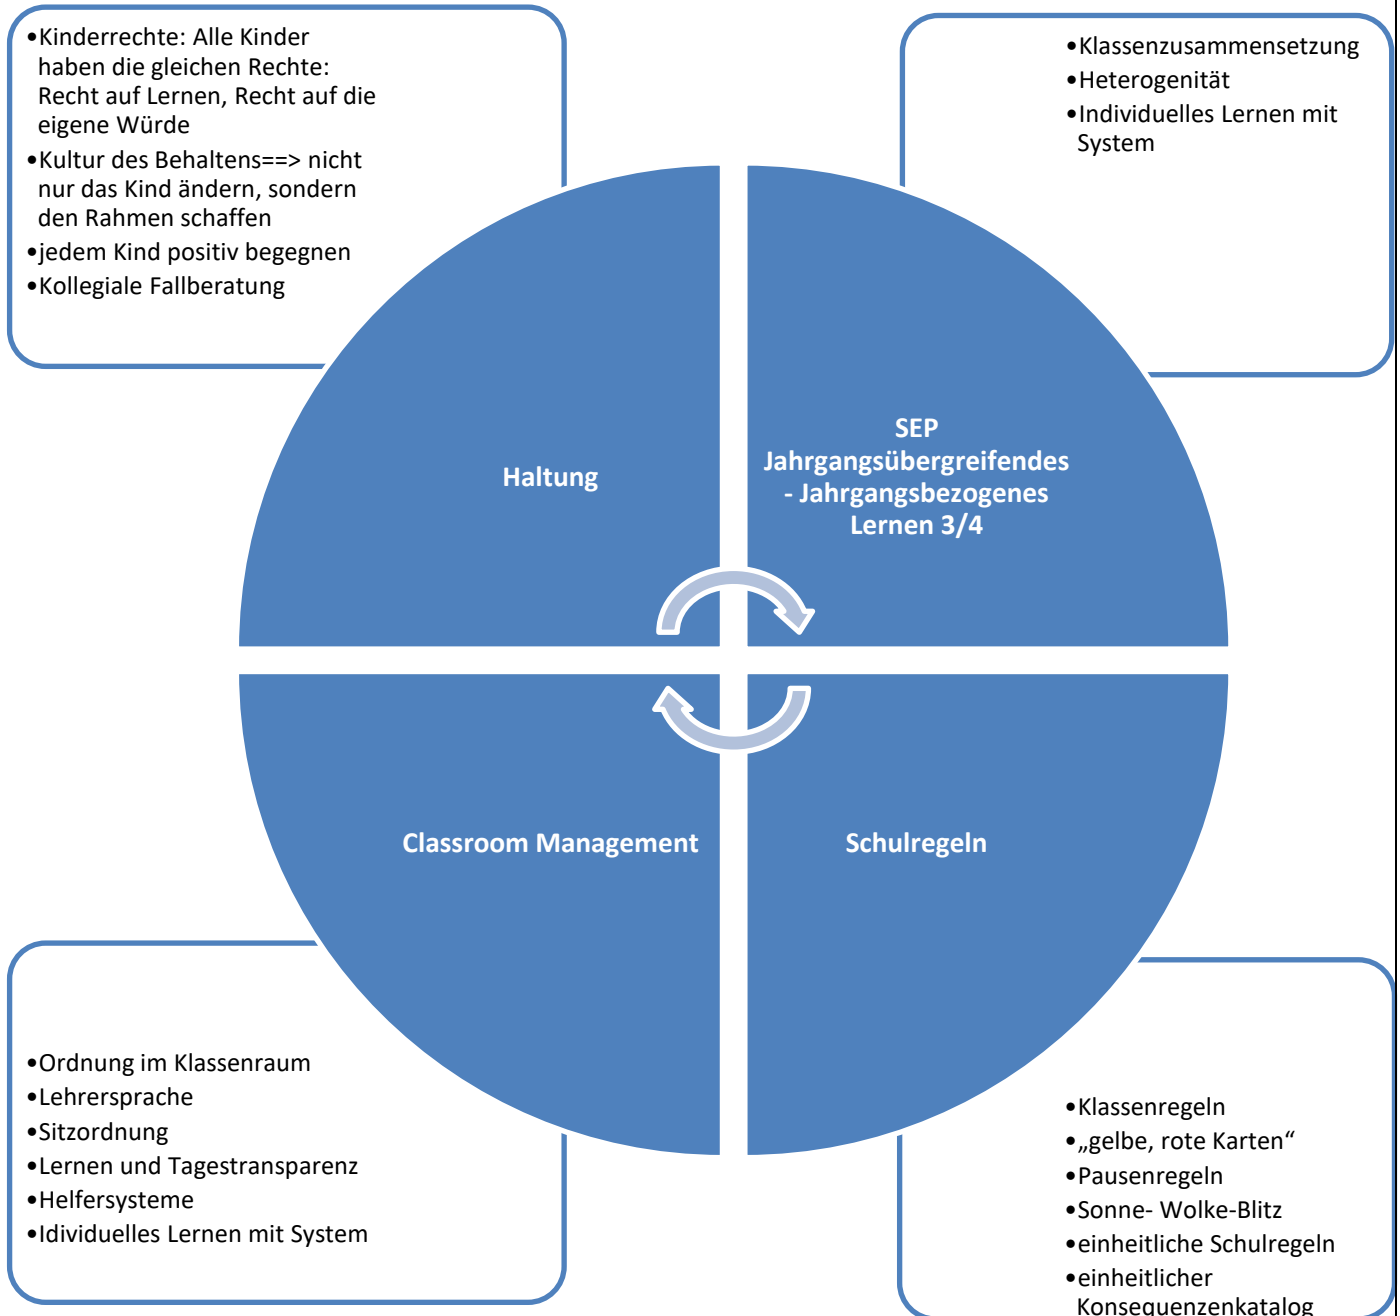 •Kinderrechte: Alle Kinder
haben die gleichen Rechte:
Recht auf Lernen, Recht auf die
eigene Würde
•Kultur des Behaltens==> nicht
nur das Kind ändern, sondern
den Rahmen schaffen
•jedem Kind positiv begegnen
•Kollegiale Fallberatung
•Klassenzusammensetzung
•Heterogenität
•Individuelles Lernen mit
System
Haltung
SEP
Jahrgangsübergreifendes
- Jahrgangsbezogenes
Lernen 3/4
Classroom Management
Schulregeln
•Ordnung im Klassenraum
•Lehrersprache
•Sitzordnung
•Lernen und Tagestransparenz
•Helfersysteme
•Idividuelles Lernen mit System
•Klassenregeln
•„gelbe, rote Karten“
•Pausenregeln
•Sonne- Wolke-Blitz
•einheitliche Schulregeln
•einheitlicher
Konsequenzenkatalog